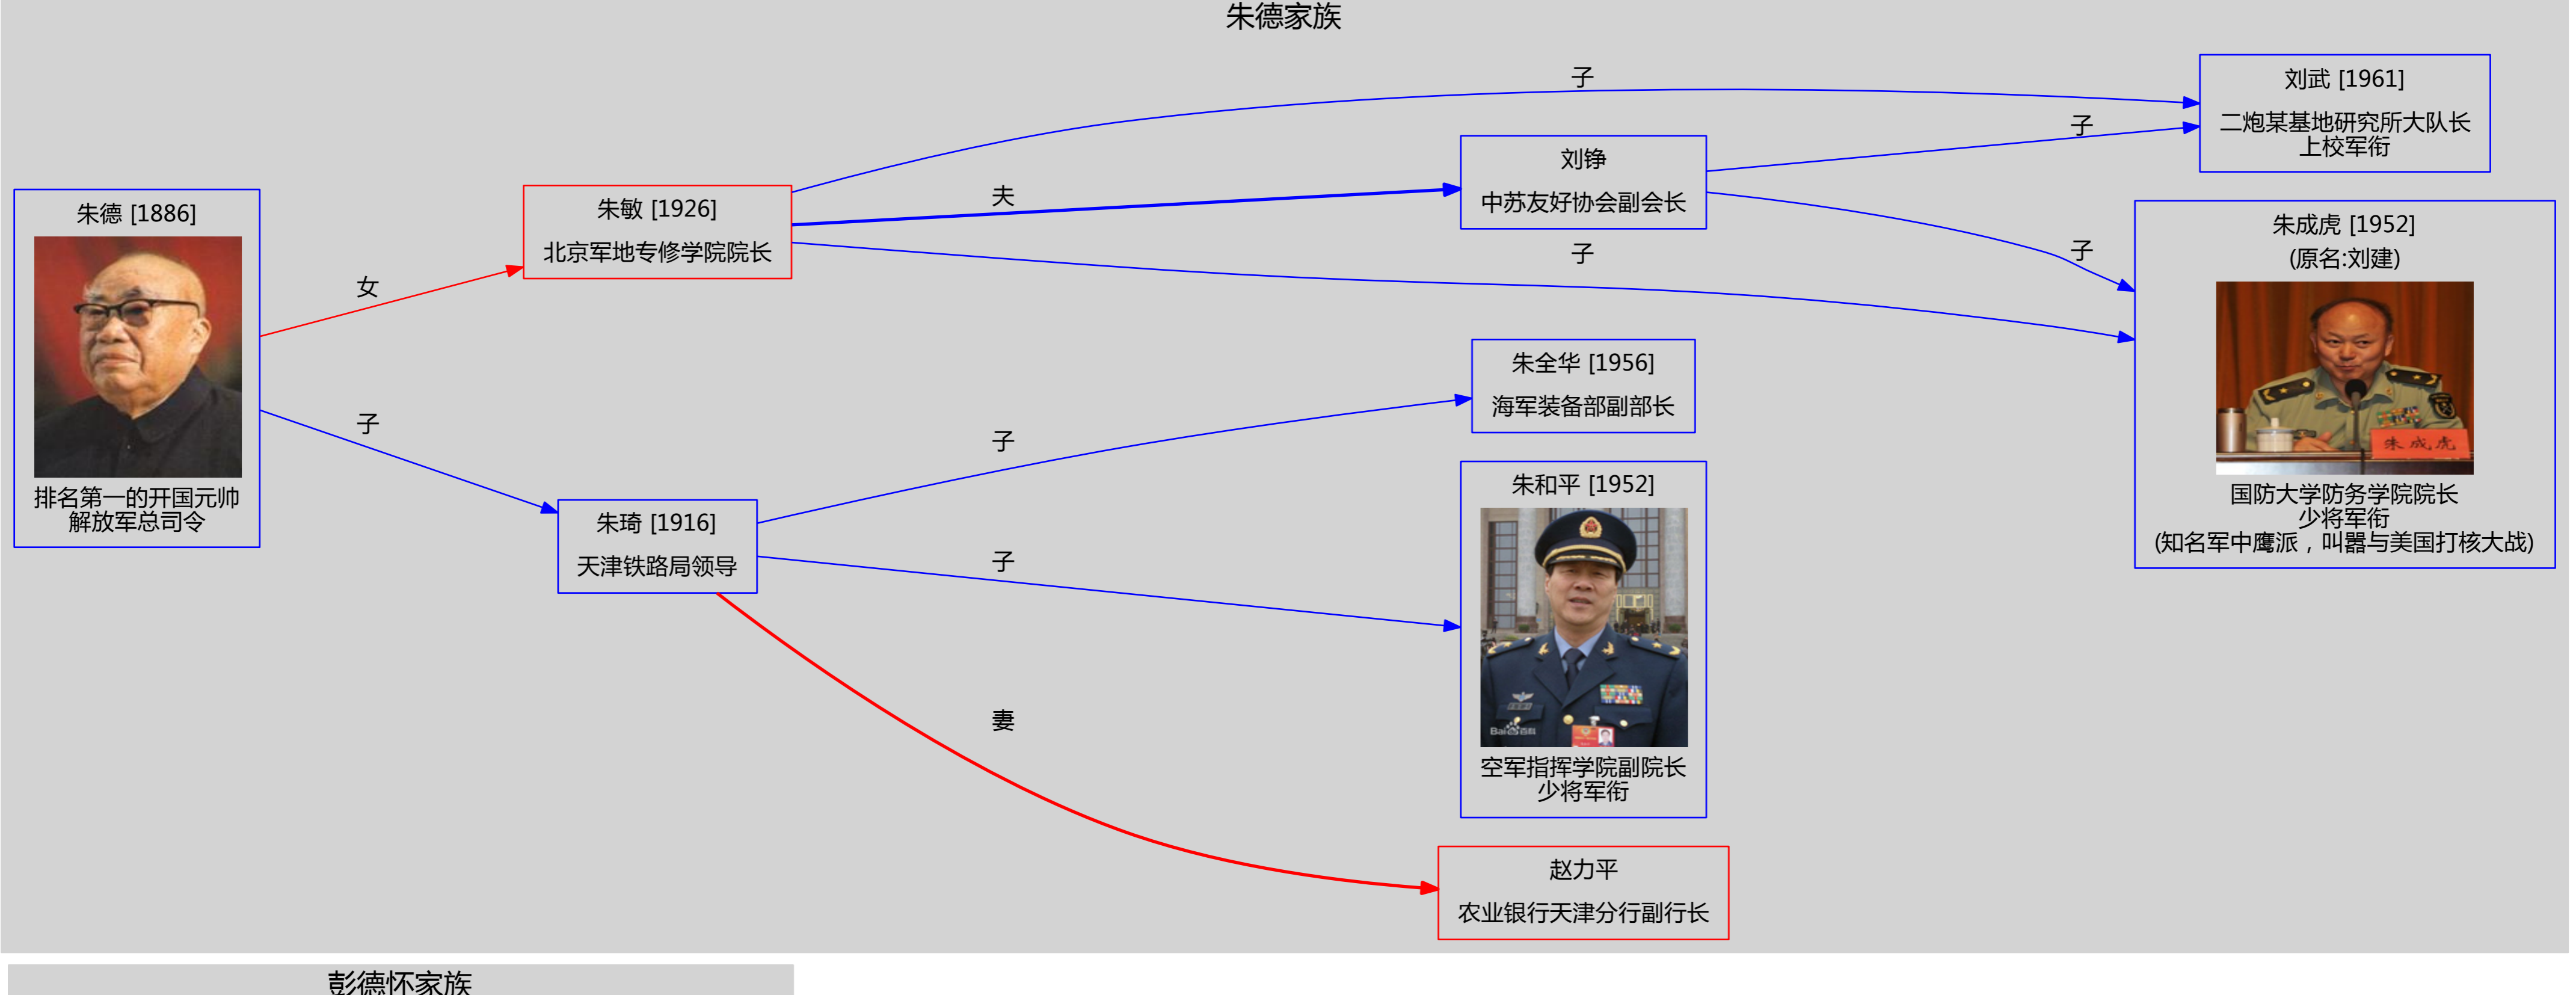 朱德家族
朱德 [1886]
排名第一的开国元帅
解放军总司令
女
子
朱敏 [1926]
北京军地专修学院院长
朱琦 [1916]
天津铁路局领导
子
夫
子
子
子
妻
刘铮
中苏友好协会副会长
朱全华 [1956]
海军装备部副部长
朱和平 [1952]
Bai百科
空军指挥学院副院长
少将军衔
赵力平
农业银行天津分行副行长
子
子
刘武 [1961]
二炮某基地研究所大队长
上校军衔
朱成虎 [1952]
(原名:刘建)
朱成虎
国防大学防务学院院长
少将军衔
(知名军中鹰派，叫嚣与美国打核大战)
彭德怀家族